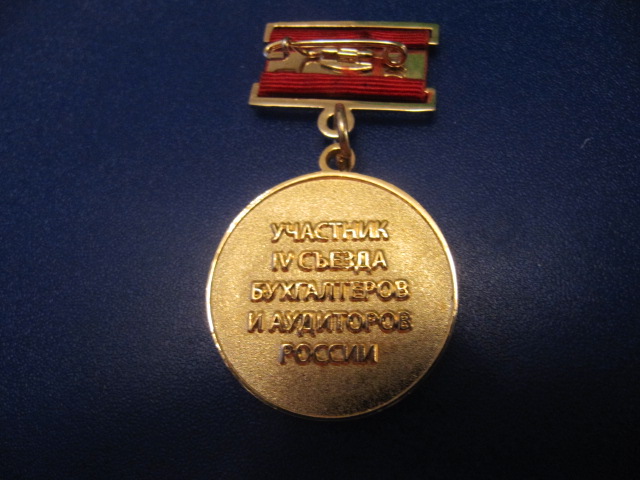 УЧАСТНИК
IV СЪЕЗДА
БУХГАЛТЕРОВ
И АУДИТОРОВ
РОССИИ